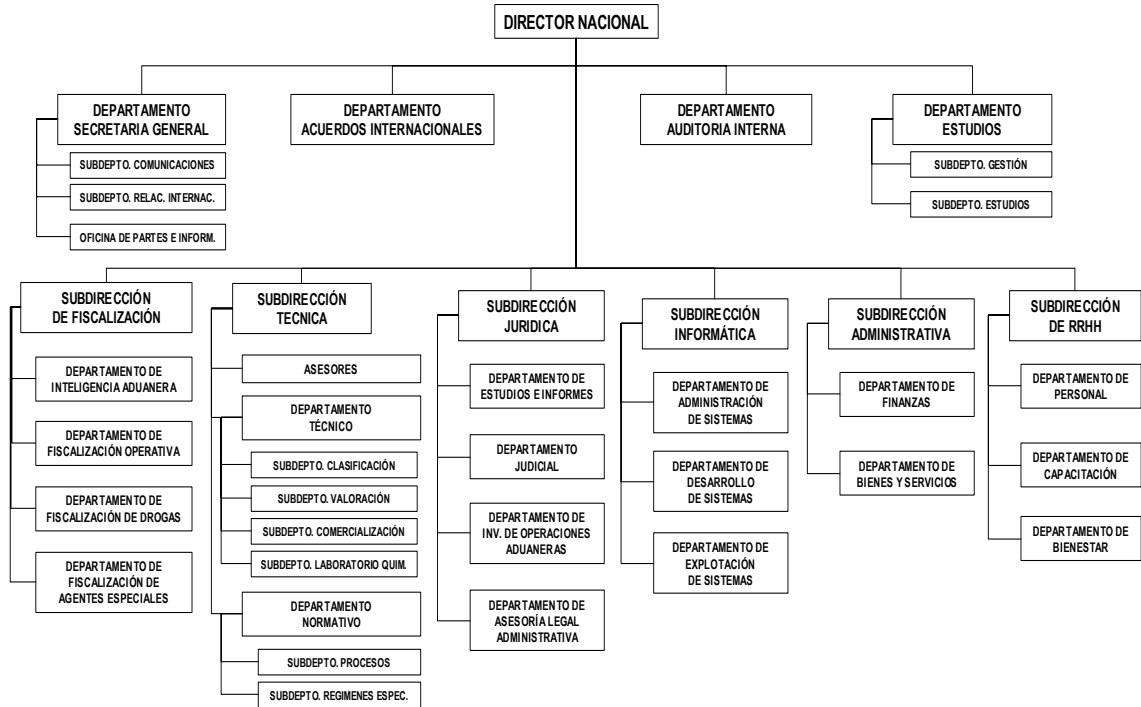 DIRECTOR NACIONAL
DEPARTAMENTO
SECRETARIA GENERAL
SUBDEPTO. COMUNICACIONES
SUBDEPTO. RELAC. INTERNAC.
OFICINA DE PARTES E INFORM.
DEPARTAMENTO
ACUERDOS INTERNACIONALES
DEPARTAMENTO
AUDITORIA INTERNA
DEPARTAMENTO
ESTUDIOS
SUBDEPTO. GESTIÓN
SUBDEPTO. ESTUDIOS
SUBDIRECCIÓN
DE FISCALIZACIÓN
DEPARTAMENTO DE
INTELIGENCIA ADUANERA
DEPARTAMENTO DE
FISCALIZACIÓN OPERATIVA
DEPARTAMENTO DE
FISCALIZACIÓN DE DROGAS
DEPARTAMENTO DE
FISCALIZACIÓN DE
AGENTES ESPECIALES
SUBDIRECCIÓN
TECNICA
ASESORES
DEPARTAMENTO
TÉCNICO
SUBDEPTO. CLASIFICACIÓN
SUBDEPTO. VALORACIÓN
SUBDEPTO. COMERCIALIZACIÓN
SUBDEPTO. LABORATORIO QUIM.
DEPARTAMENTO
NORMATIVO
SUBDEPTO. PROCESOS
SUBDEPTO. REGIMENES ESPEC.
SUBDIRECCIÓN
JURIDICA
DEPARTAMENTO DE
ESTUDIOS E INFORMES
DEPARTAMENTO
JUDICIAL
DEPARTAMENTO DE
INV. DE OPERACIONES
ADUANERAS
DEPARTAMENTO DE
ASESORÍA LEGAL
ADMINISTRATIVA
SUBDIRECCIÓN
INFORMÁTICA
DEPARTAMENTO DE
ADMINISTRACIÓN
DE SISTEMAS
DEPARTAMENTO DE
DESARROLLO
DE SISTEMAS
DEPARTAMENTO DE
EXPLOTACIÓN
DE SISTEMAS
SUBDIRECCIÓN
ADMINISTRATIVA
DEPARTAMENTO DE
FINANZAS
DEPARTAMENTO DE
BIENES Y SERVICIOS
SUBDIRECCIÓN
DE RRHH
DEPARTAMENTO DE
PERSONAL
DEPARTAMENTO DE
CAPACITACIÓN
DEPARTAMENTO DE
BIENESTAR